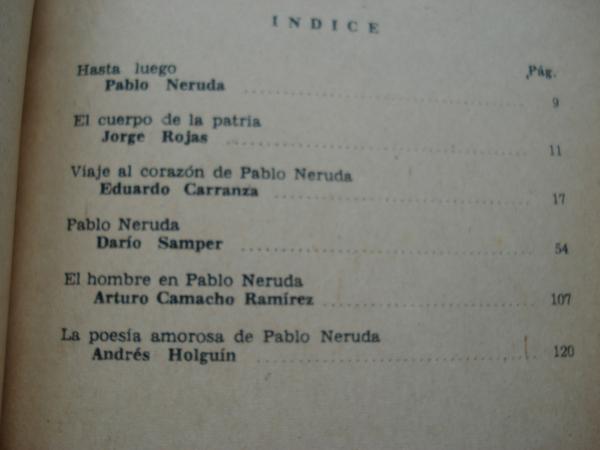 INDICE
Pág.
Hasta luego
Pablo Neruda 9
El cuerpo de la patria
Jorge Rojas 11
Viaje al corazón de Pablo Neruda
Eduardo Carranza 17
Pablo Neruda
Darío Samper 54
El hombre en Pablo Neruda
Arturo Camacho Ramírez 107
La poesía amorosa de Pablo Neruda
Andrés Holguín 120